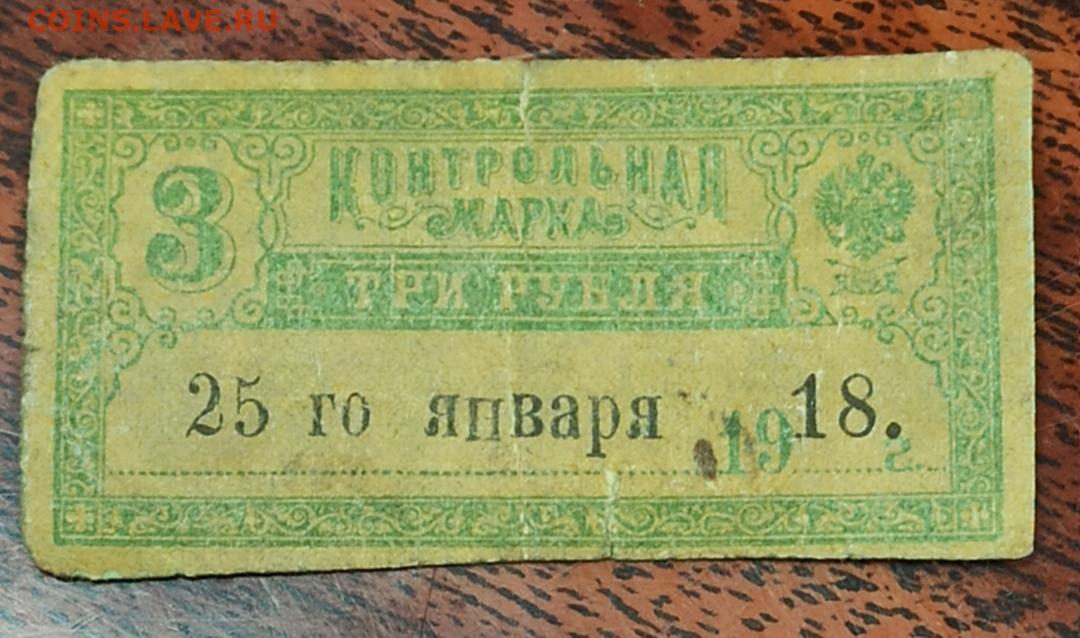 COINS.LAVE.RU
3
КОНТРОЛЬНАЯ
МАРКА
ТРИ РУБЛЯ
25 го января 1918. г.